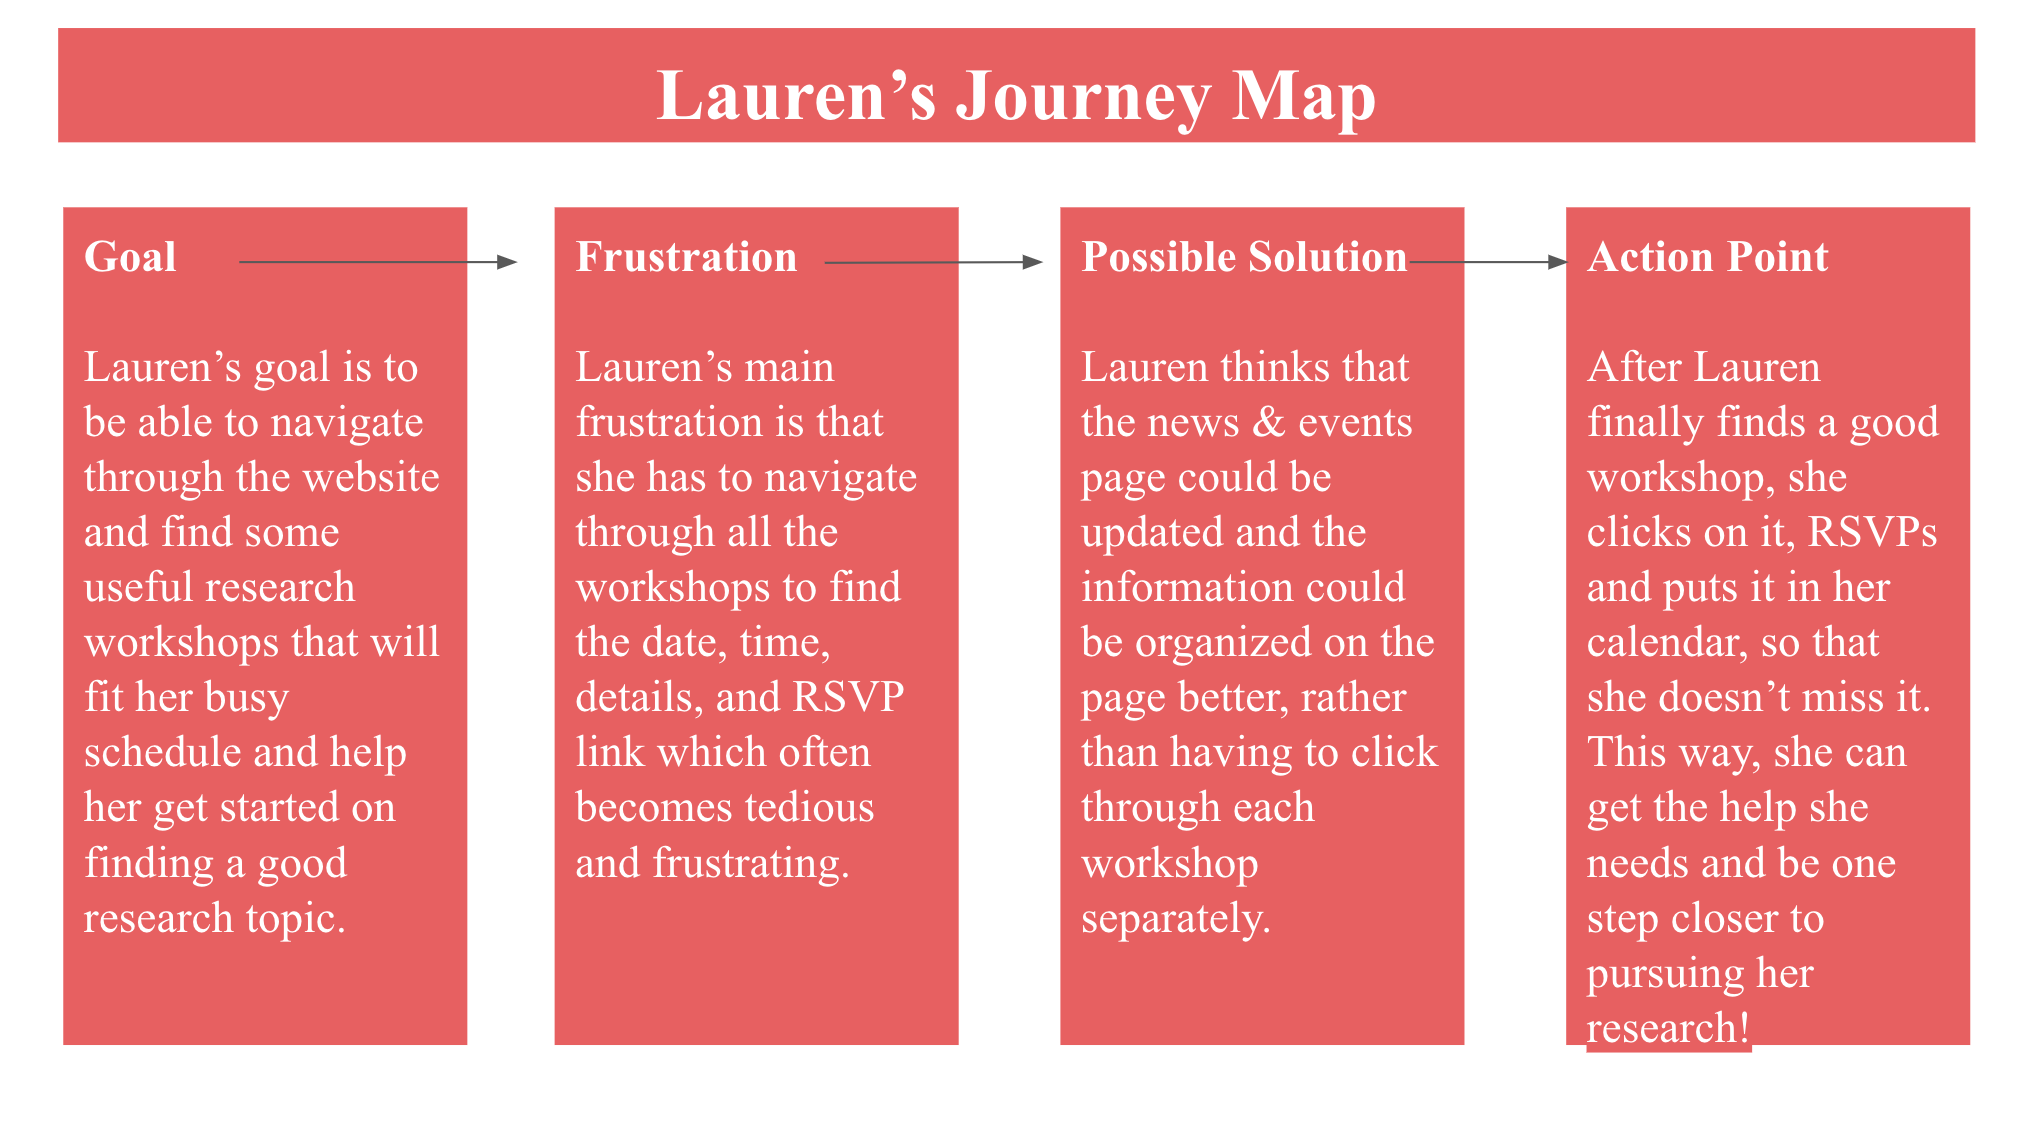 Lauren’s Journey Map
Goal
Lauren’s goal is to
be able to navigate
through the website
and find some
useful research
workshops that will
fit her busy
schedule and help
her get started on
finding a good
research topic.
Frustration
Lauren’s main
frustration is that
she has to navigate
through all the
workshops to find
the date, time,
details, and RSVP
link which often
becomes tedious
and frustrating.
Possible Solution
Lauren thinks that
the news & events
page could be
updated and the
information could
be organized on the
page better, rather
than having to click
through each
workshop
separately.
Action Point
After Lauren
finally finds a good
workshop, she
clicks on it, RSVPs
and puts it in her
calendar, so that
she doesn’t miss it.
This way, she can
get the help she
needs and be one
step closer to
pursuing her
research!